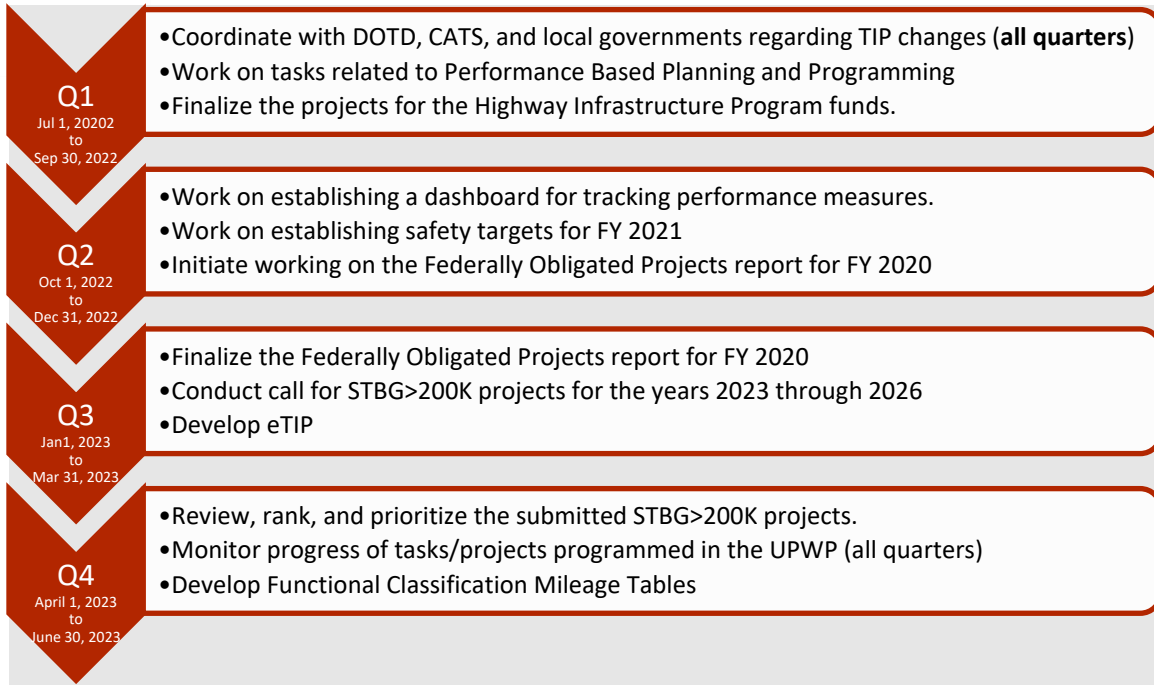 Q1
Jul 1, 20202
to
Sep 30, 2022
•Coordinate with DOTD, CATS, and local governments regarding TIP changes (all quarters)
•Work on tasks related to Performance Based Planning and Programming
•Finalize the projects for the Highway Infrastructure Program funds.
Q2
Oct 1, 2022
to
Dec 31, 2022
•Work on establishing a dashboard for tracking performance measures.
•Work on establishing safety targets for FY 2021
•Initiate working on the Federally Obligated Projects report for FY 2020
Q3
Jan1, 2023
to
Mar 31, 2023
•Finalize the Federally Obligated Projects report for FY 2020
•Conduct call for STBG>200K projects for the years 2023 through 2026
•Develop eTIP
Q4
April 1, 2023
to
June 30, 2023
•Review, rank, and prioritize the submitted STBG>200K projects.
•Monitor progress of tasks/projects programmed in the UPWP (all quarters)
•Develop Functional Classification Mileage Tables